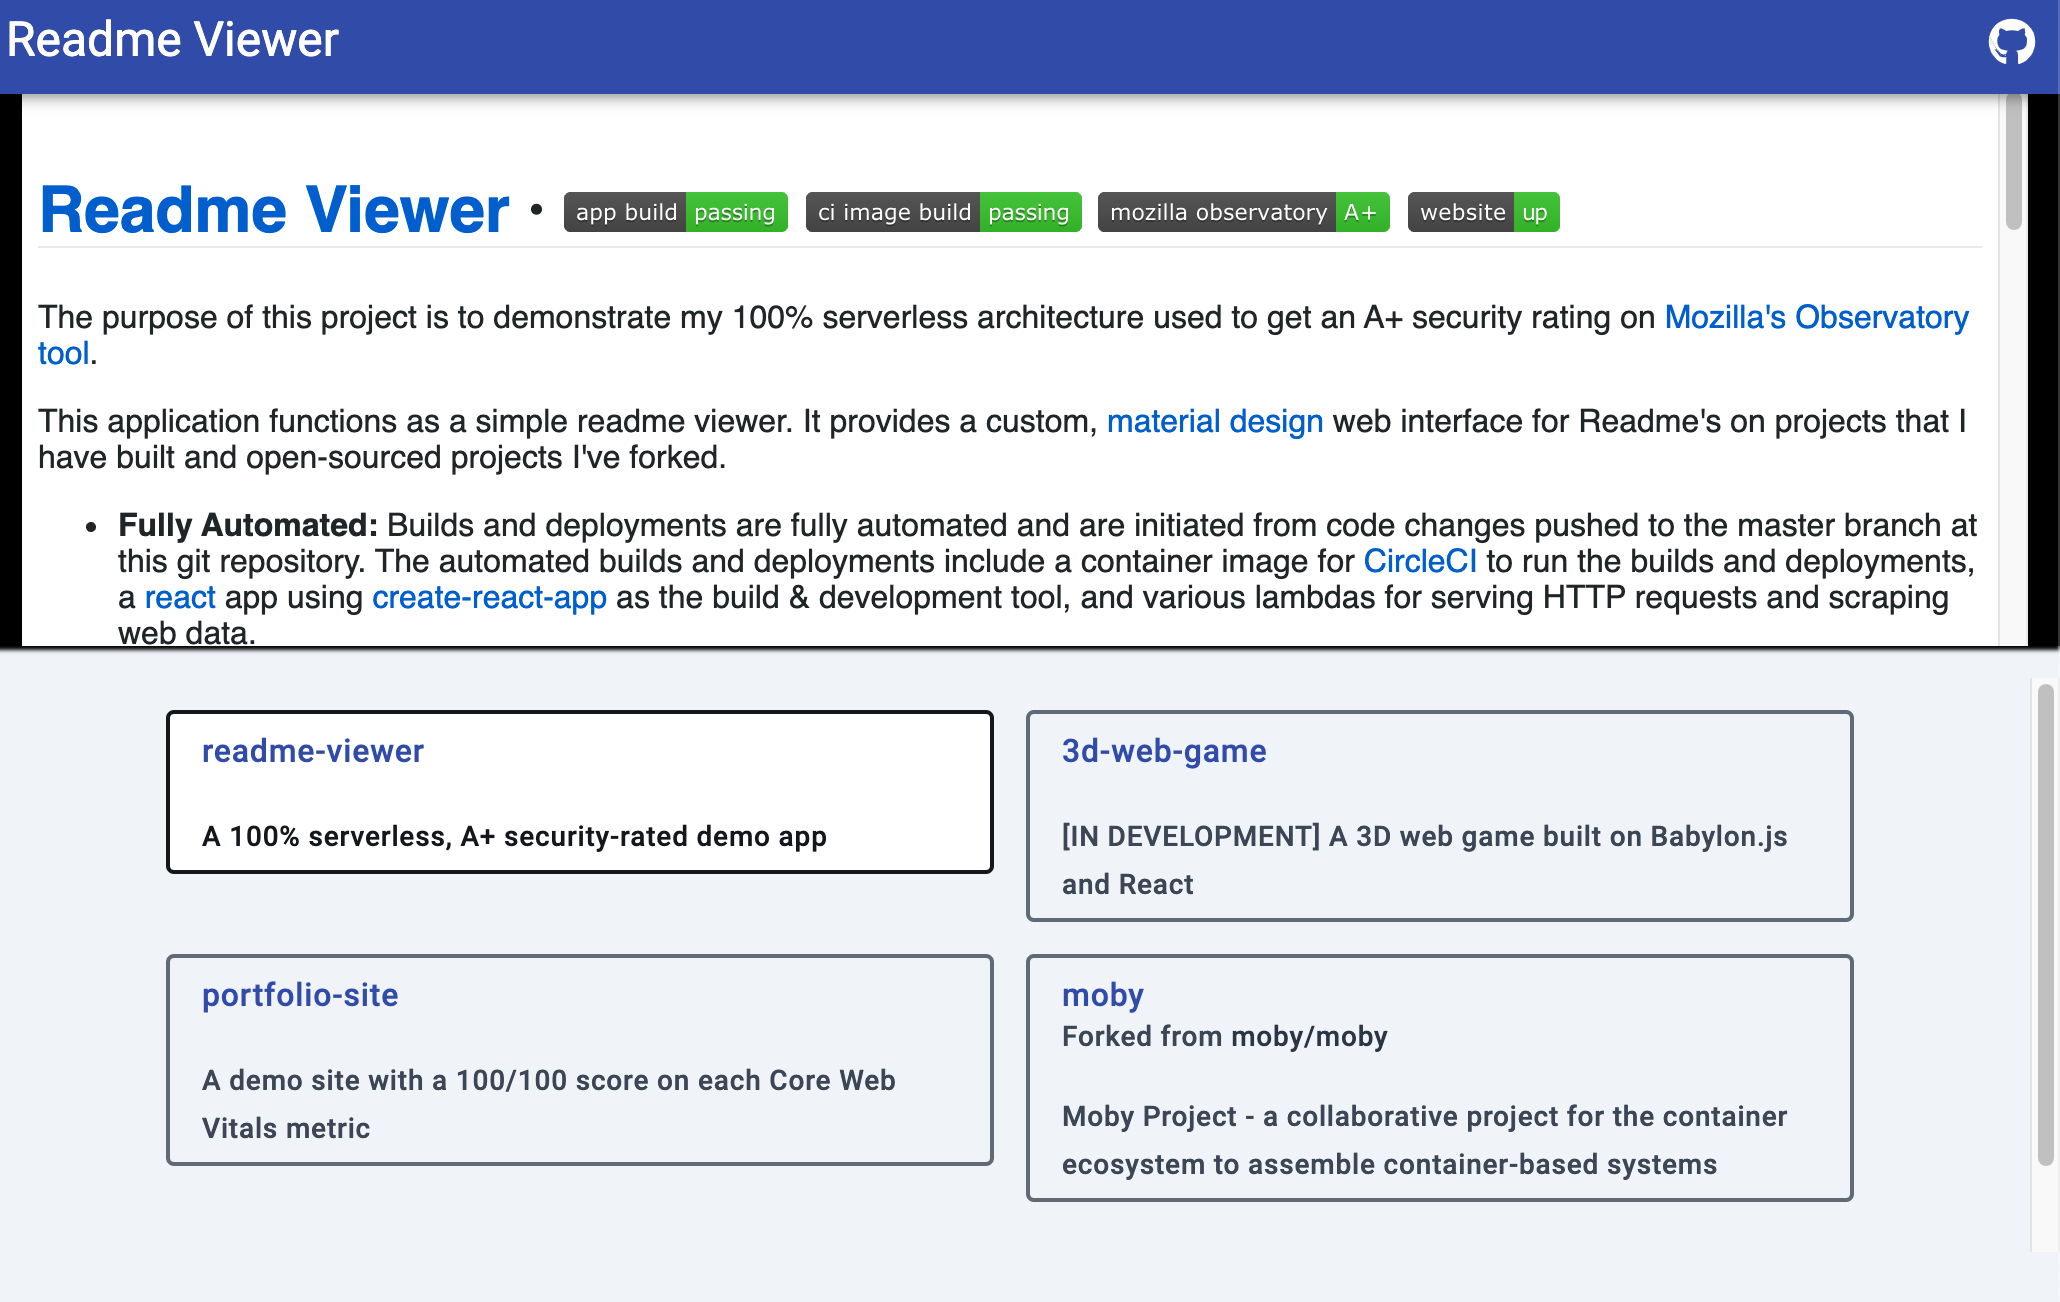 Readme Viewer
Readme Viewer · app build passing ci image build passing mozilla observatory A+ website up
The purpose of this project is to demonstrate my 100% serverless architecture used to get an A+ security rating on Mozilla's Observatory
tool.
This application functions as a simple readme viewer. It provides a custom, material design web interface for Readme's on projects that I
have built and open-sourced projects I've forked.
• Fully Automated: Builds and deployments are fully automated and are initiated from code changes pushed to the master branch at
this git repository. The automated builds and deployments include a container image for CircleCI to run the builds and deployments,
a react app using create-react-app as the build & development tool, and various lambdas for serving HTTP requests and scraping
web data.
readme-viewer
A 100% serverless, A+ security-rated demo app
3d-web-game
[IN DEVELOPMENT] A 3D web game built on Babylon.js
and React
portfolio-site
A demo site with a 100/100 score on each Core Web
Vitals metric
moby
Forked from moby/moby
Moby Project - a collaborative project for the container
ecosystem to assemble container-based systems